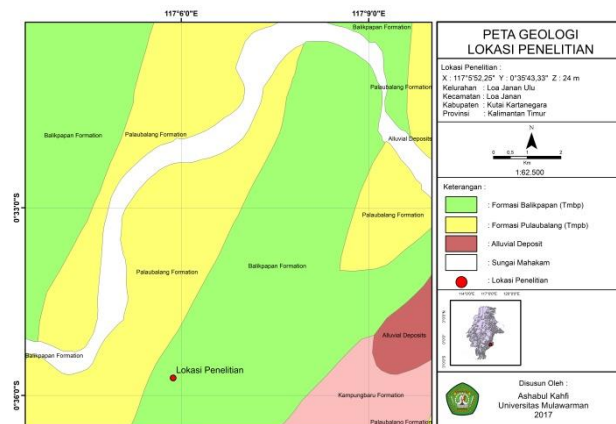 117°6'0"E
117°9'0"E
Balikpapan Formation
Palaubalang Formation
Balikpapan Formation
Palaubalang Formation
Alluvial Deposits
0°33'0"S
Palaubalang Formation
Palaubalang Formation
Balikpapan Formation
Alluvial Deposits
Balikpapan Formation
Lokasi Penelitian
0°36'0"S
Kampungbaru Formation
Palaubalang Formation
PETA GEOLOGI
LOKASI PENELITIAN
Lokasi Penelitian :
X : 117°5'52,25" Y : 0°35'43,33" Z : 24 m
Kelurahan : Loa Janan Ulu
Kecamatan : Loa Janan
Kabupaten : Kutai Kartanegara
Provinsi : Kalimantan Timur
N
0 0.5 1 2
Km
1:62.500
Keterangan :
: Formasi Balikpapan (Tmbp)
: Formasi Pulaubalang (Tmpb)
: Alluvial Deposit
: Sungai Mahakam
: Lokasi Penelitian
Disusun Oleh :
Ashabul Kahfi
Universitas Mulawarman
2017